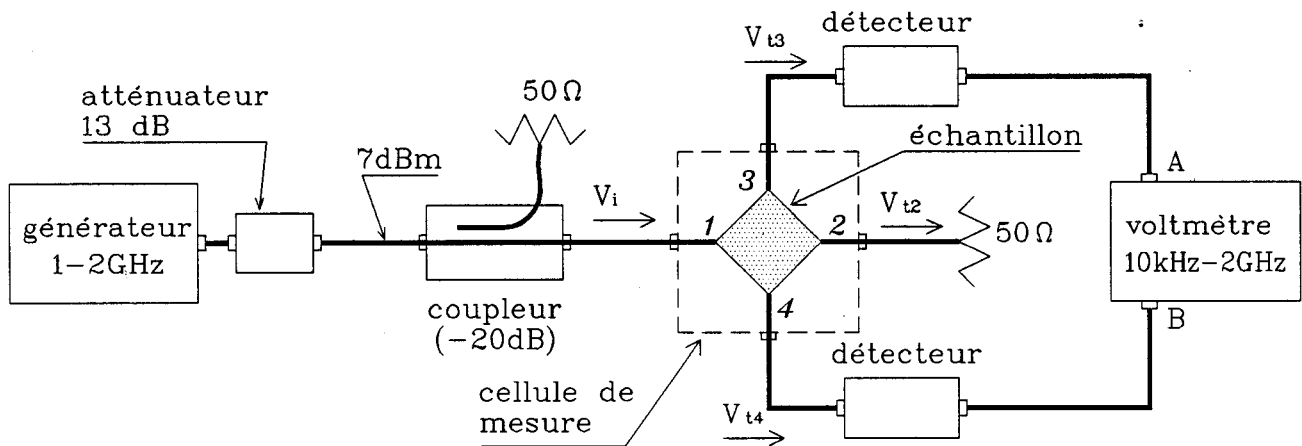 détecteur
V_t3
atténuateur
13 dB
50Ω
échantillon
7dBm
A
3
V_i
V_t2
générateur
1-2GHz
1
2
50Ω
voltmètre
10kHz-2GHz
4
coupleur
(-20dB)
B
détecteur
cellule de
mesure
V_t4